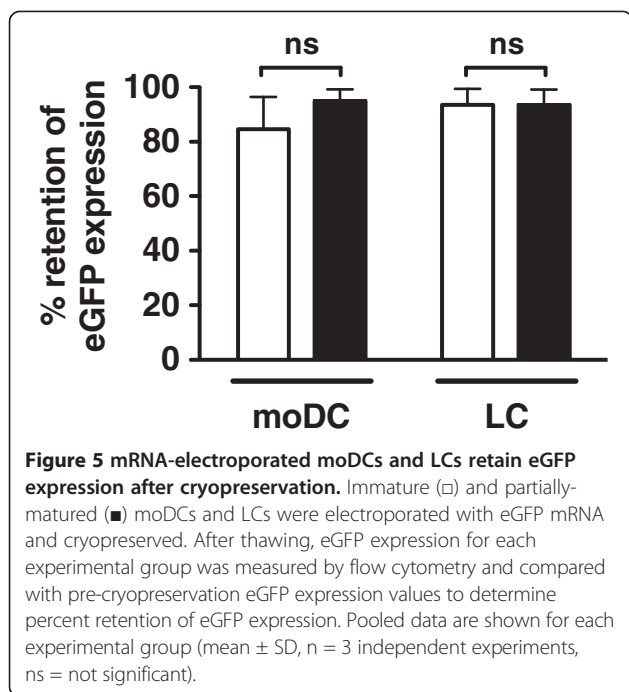 ns ns
% retention of
eGFP expression
100
80
60
40
20
0
moDC LC
Figure 5 mRNA-electroporated moDCs and LCs retain eGFP
expression after cryopreservation. Immature (□) and partially-
matured (■) moDCs and LCs were electroporated with eGFP mRNA
and cryopreserved. After thawing, eGFP expression for each
experimental group was measured by flow cytometry and compared
with pre-cryopreservation eGFP expression values to determine
percent retention of eGFP expression. Pooled data are shown for each
experimental group (mean ± SD, n = 3 independent experiments,
ns = not significant).